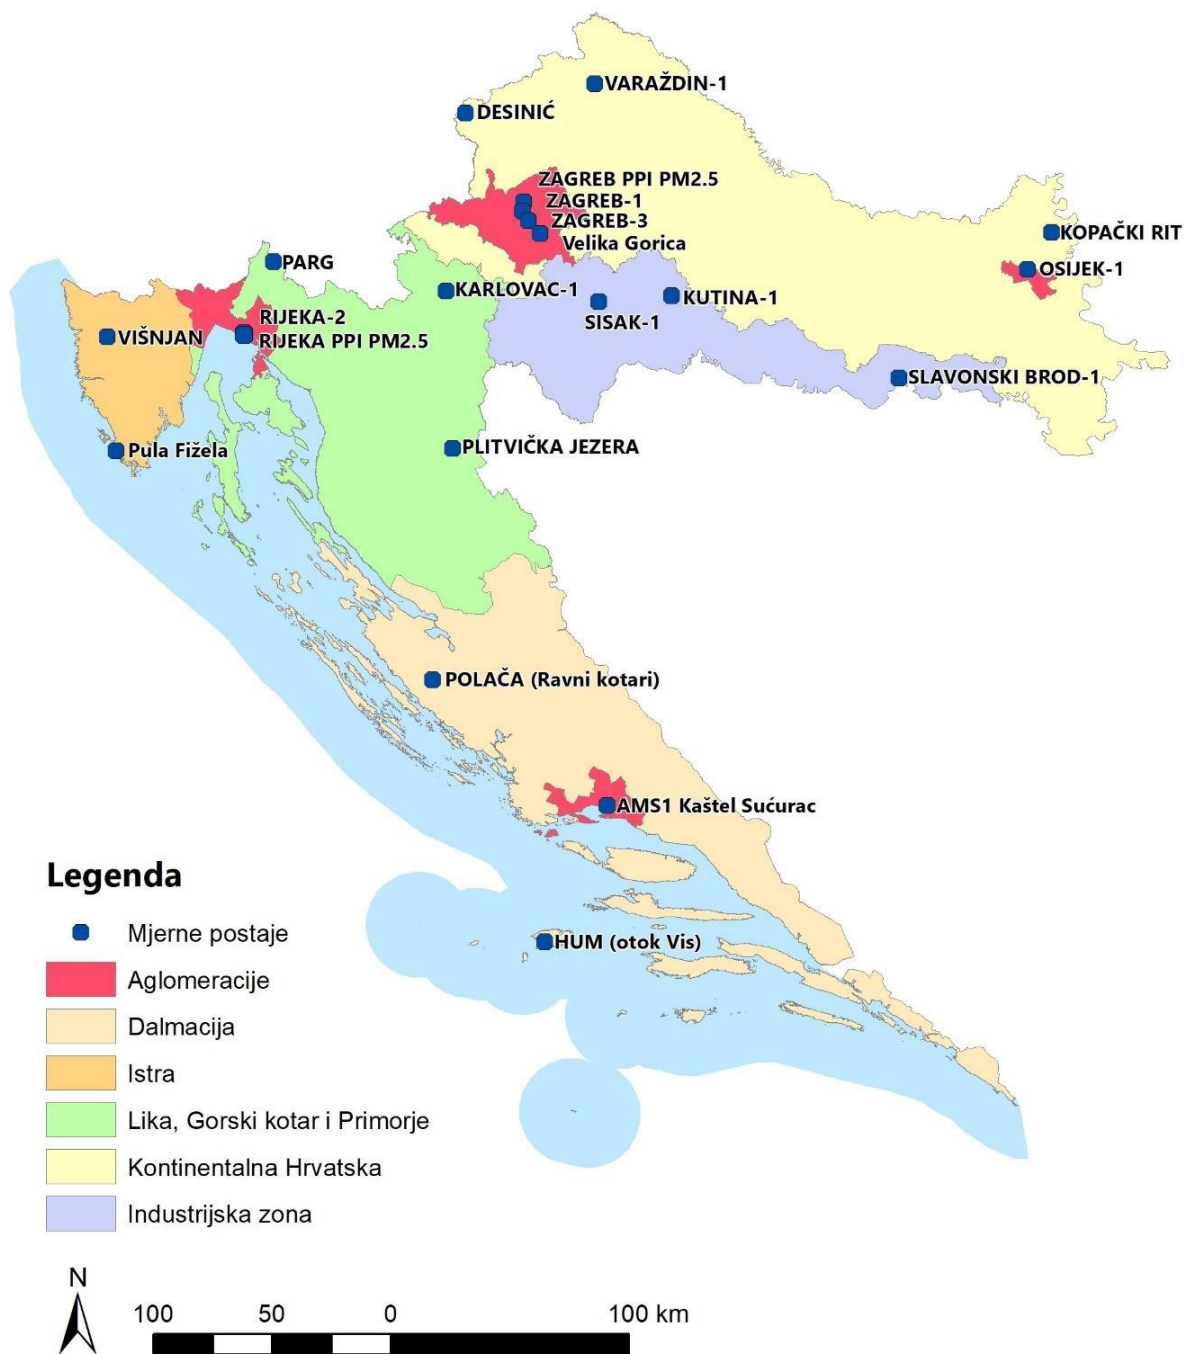 VARAŽDIN-1
DESINIĆ
ZAGREB PPI PM2.5
ZAGREB-1
ZAGREB-3
Velika Gorica
KOPAČKI RIT
OSIJEK-1
PARG
KARLOVAC-1
KUTINA-1
SISAK-1
RIJEKA-2
RIJEKA PPI PM2.5
VIŠNJAN
SLAVONSKI BROD-1
Pula Fižela
PLITVIČKA JEZERA
POLAČA (Ravni kotari)
AMS1 Kaštel Sućurac
HUM (otok Vis)
Legenda
Mjerne postaje
Aglomeracije
Dalmacija
Istra
Lika, Gorski kotar i Primorje
Kontinentalna Hrvatska
Industrijska zona
N
100 50 0 100 km